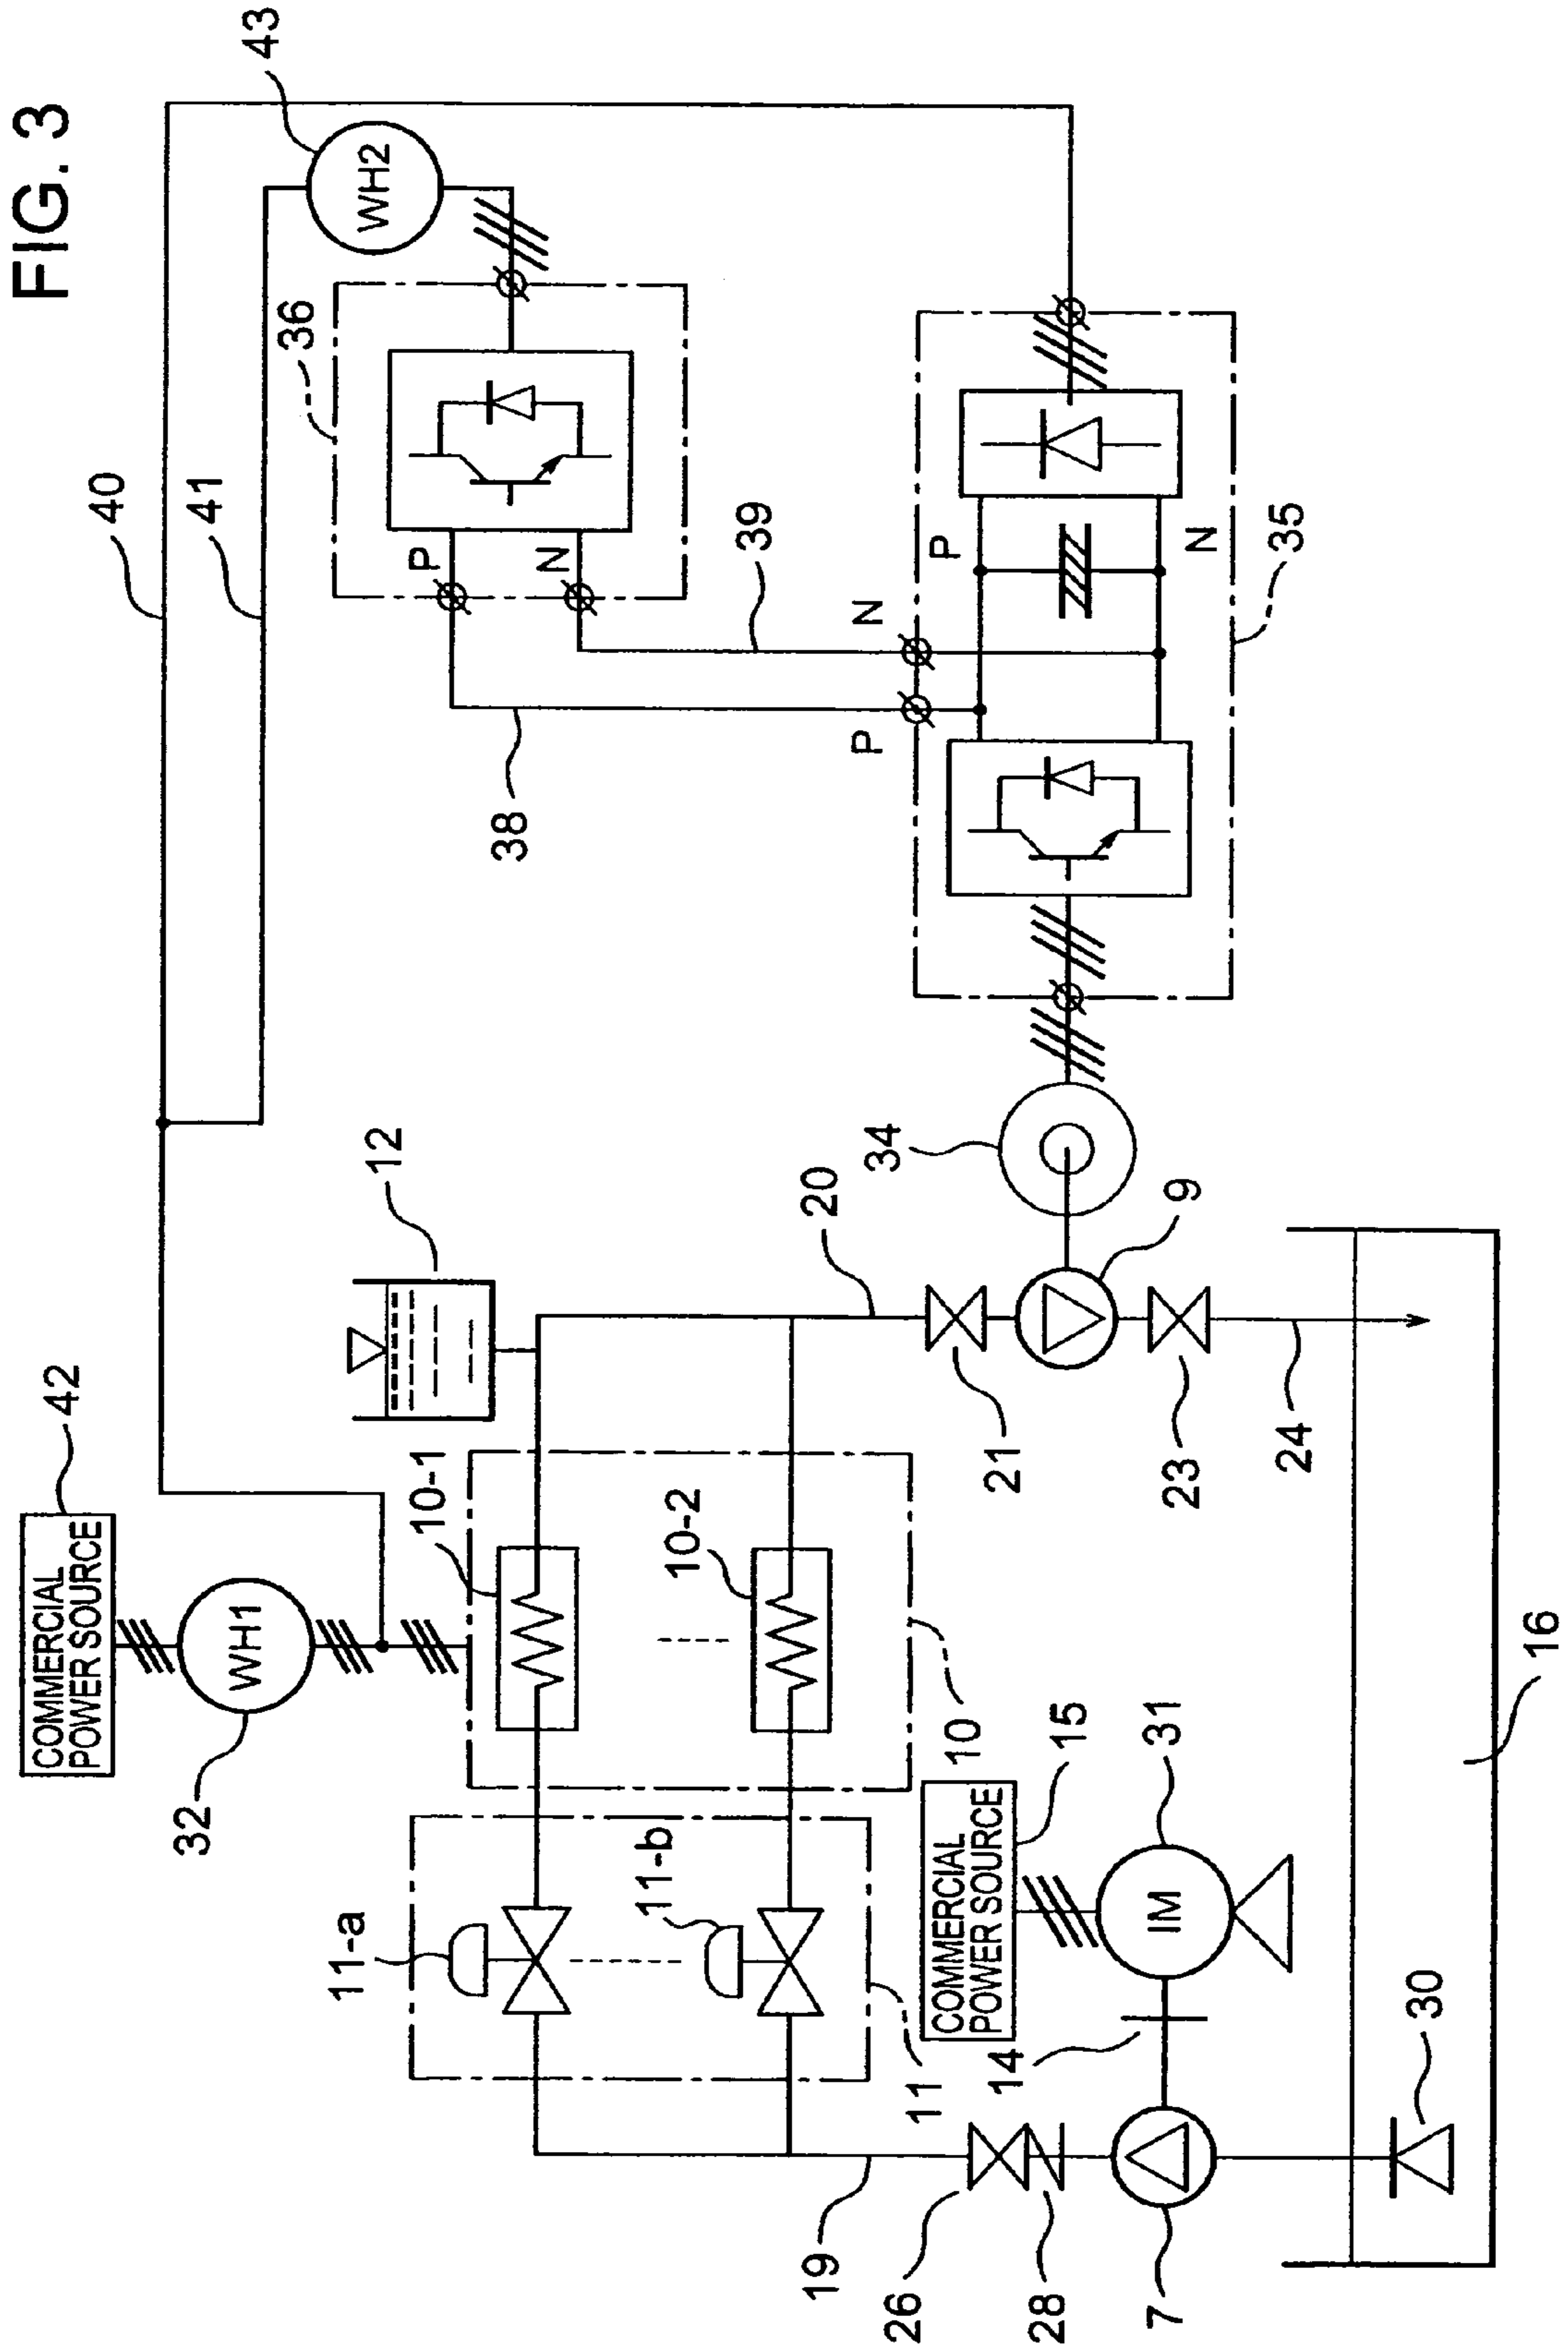 FIG. 3
43
WH2
40
41
36
P
N
39
38
P
N
P
N
35
12
20
34
9
42
COMMERCIAL
POWER SOURCE
WH1
32
10-1
10-2
21
23
24
10
11-a
11-b
11
COMMERCIAL
POWER SOURCE
15
31
IM
14
16
30
19
26
28
7